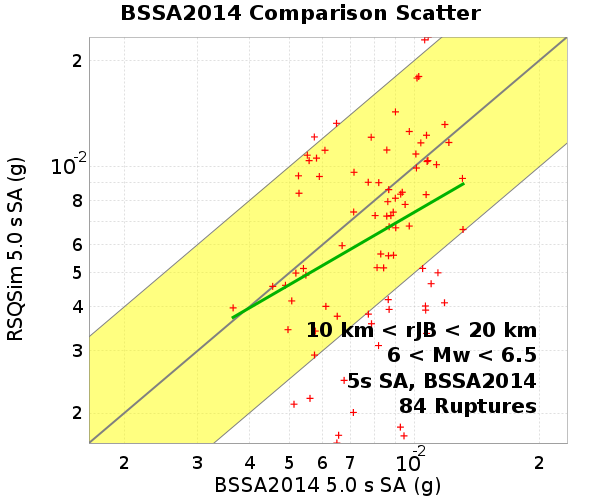 BSSA2014 Comparison Scatter
RSQSim 5.0 s SA (g)
2
10-2
8
6
5
4
3
2
10 km < rJB < 20 km
6 < Mw < 6.5
5s SA, BSSA2014
84 Ruptures
2 3 4 5 6 7 10-2 2
BSSA2014 5.0 s SA (g)